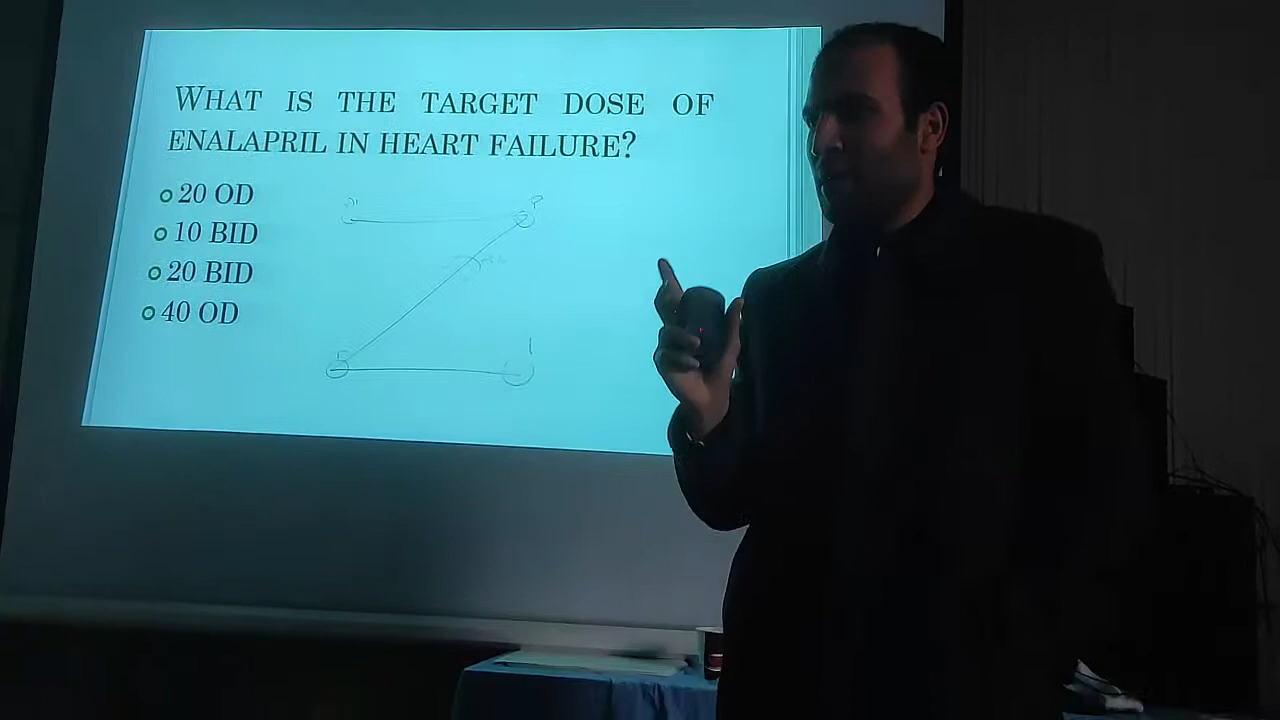 WHAT IS THE TARGET DOSE OF
ENALAPRIL IN HEART FAILURE?
20 OD
10 BID
20 BID
40 OD